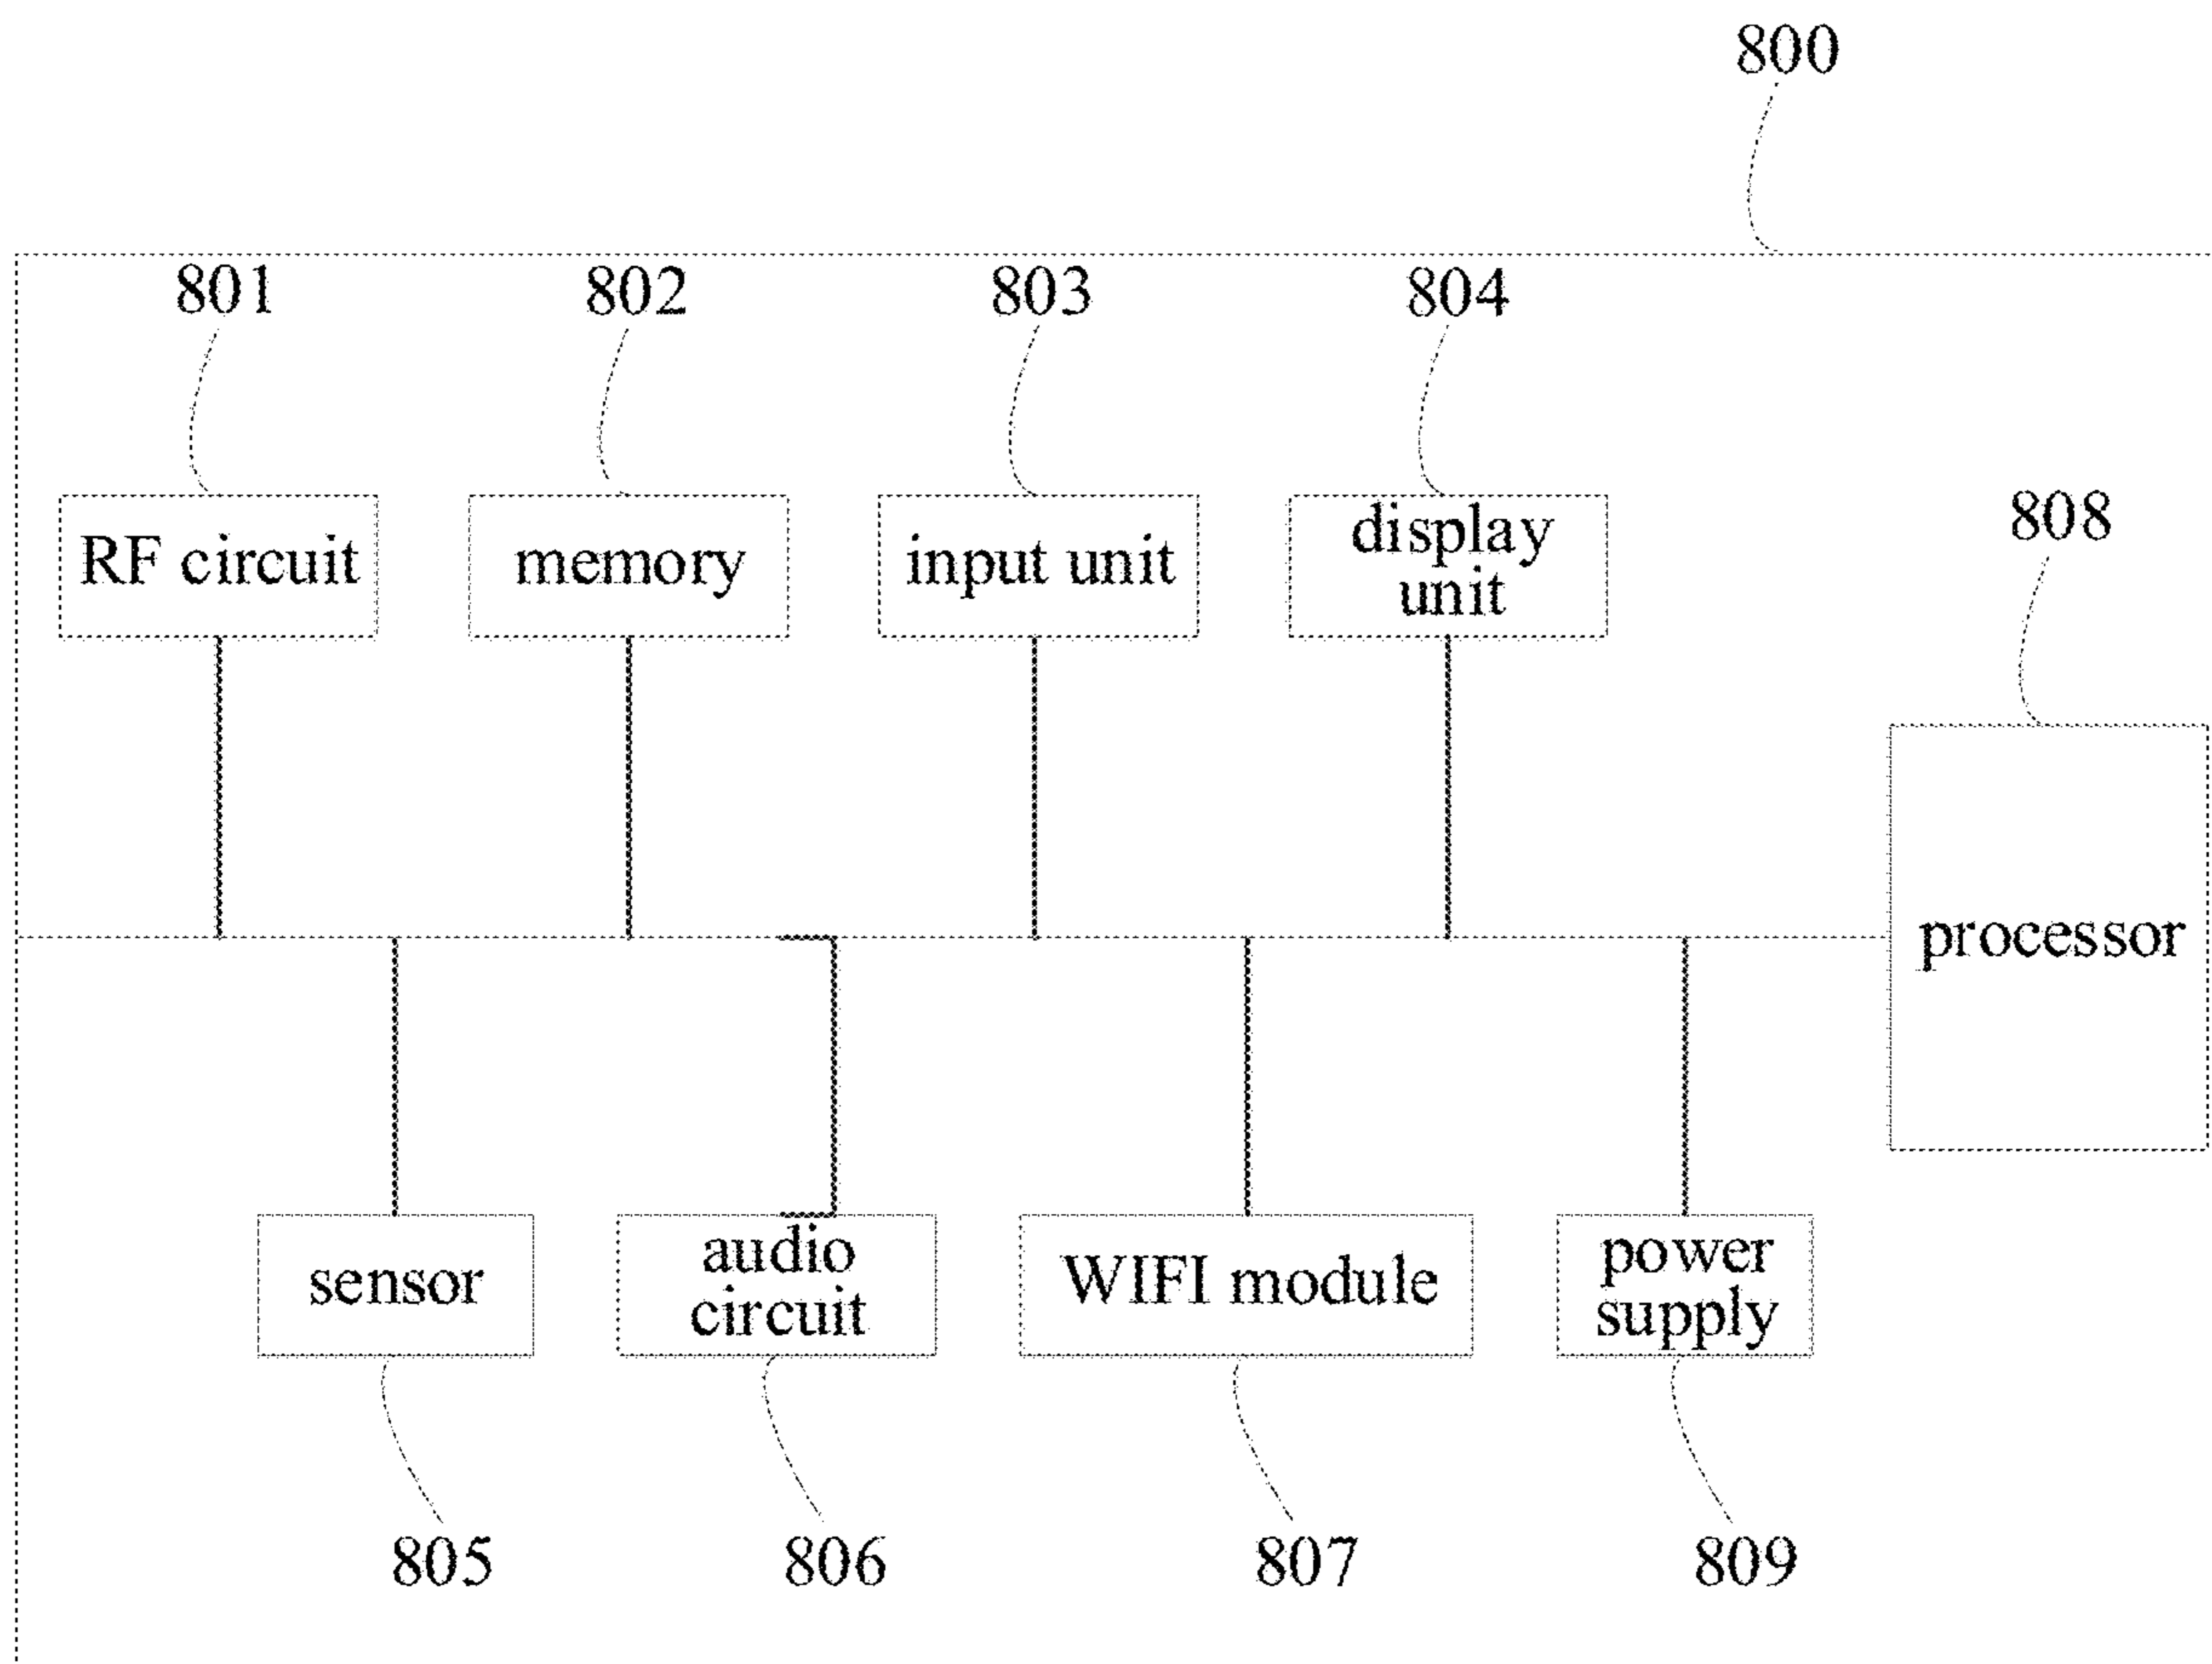 800
801
802
803
804
RF circuit
memory
input unit
display
unit
808
processor
sensor
audio
circuit
WIFI module
power
supply
805
806
807
809